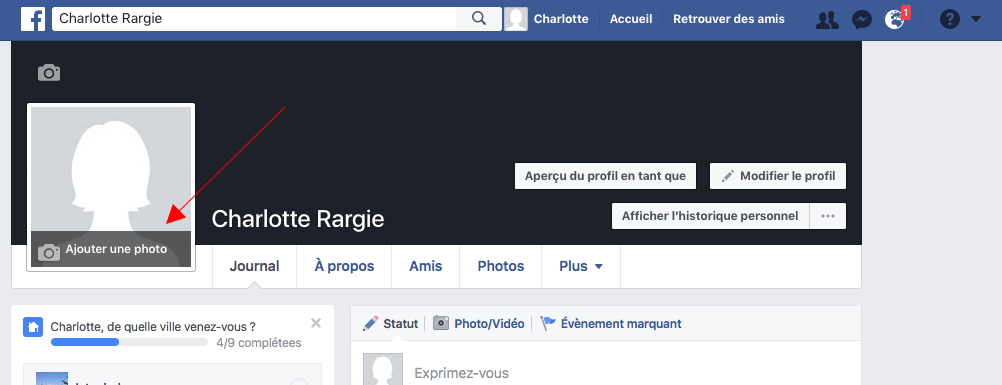 f
Charlotte Rargie
Charlotte Accueil Retrouver des amis
1
?
Aperçu du profil en tant que
Modifier le profil
Charlotte Rargie
Afficher l'historique personnel
...
Ajouter une photo
Journal À propos Amis Photos Plus
Charlotte, de quelle ville venez-vous ?
4/9 complétees
Statut Photo/Vidéo Évènement marquant
Exprimez-vous